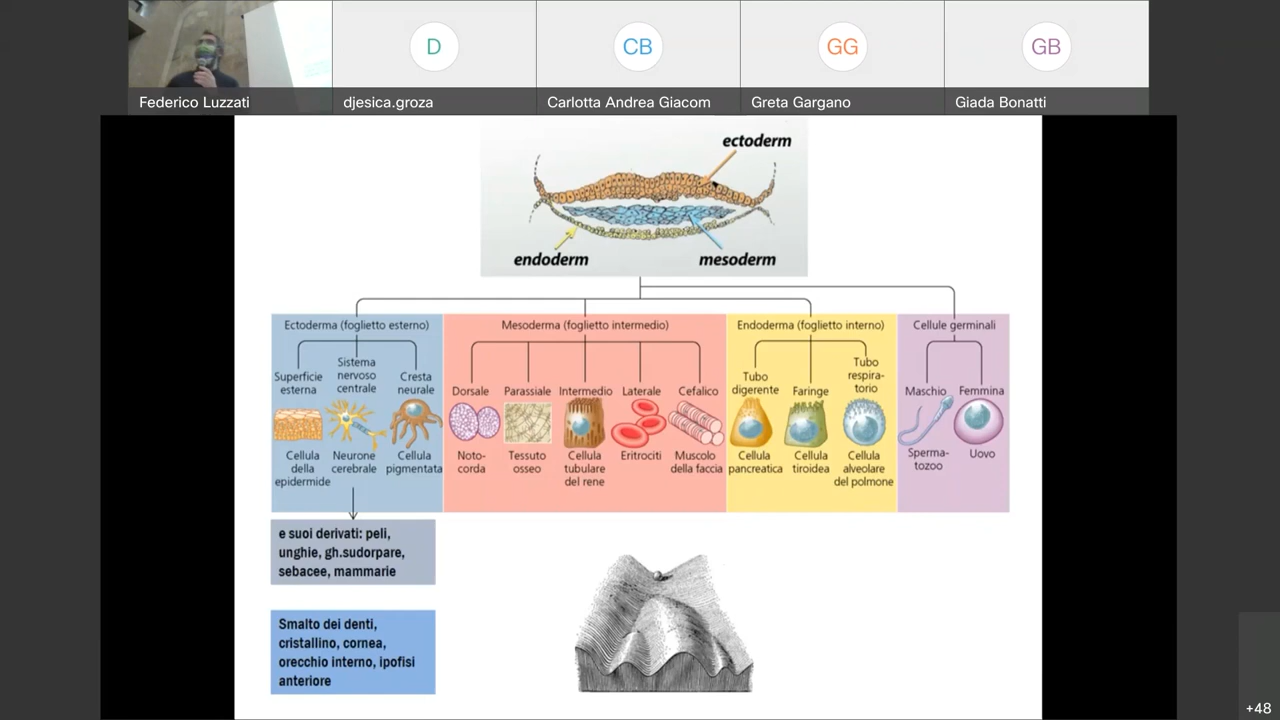 D
CB
GG
GB
Federico Luzzati
djesica.groza
Carlotta Andrea Giacom
Greta Gargano
Giada Bonatti
ectoderm
endoderm
mesoderm
Ectoderma (foglietto esterno)
Mesoderma (foglietto intermedio)
Endoderma (foglietto interno)
Cellule germinali
Superficie
esterna
Sistema
nervoso
centrale
Cresta
neurale
Dorsale
Parassiale
Intermedio
Laterale
Cefalico
Tubo
digerente
Faringe
Tubo
respira-
torio
Maschio
Femmina
Cellula
della
epidermide
Neurone
cerebrale
Cellula
pigmentata
Noto-
corda
Tessuto
osseo
Cellula
tubulare
del rene
Eritrociti
Muscolo
della faccia
Cellula
pancreatica
Cellula
tiroidea
Cellula
alveolare
del polmone
Sperma-
tozoo
Uovo
e suoi derivati: peli,
unghie, gh.sudorpare,
sebacee, mammarie
Smalto dei denti,
cristallino, cornea,
orecchio interno, ipofisi
anteriore
+48